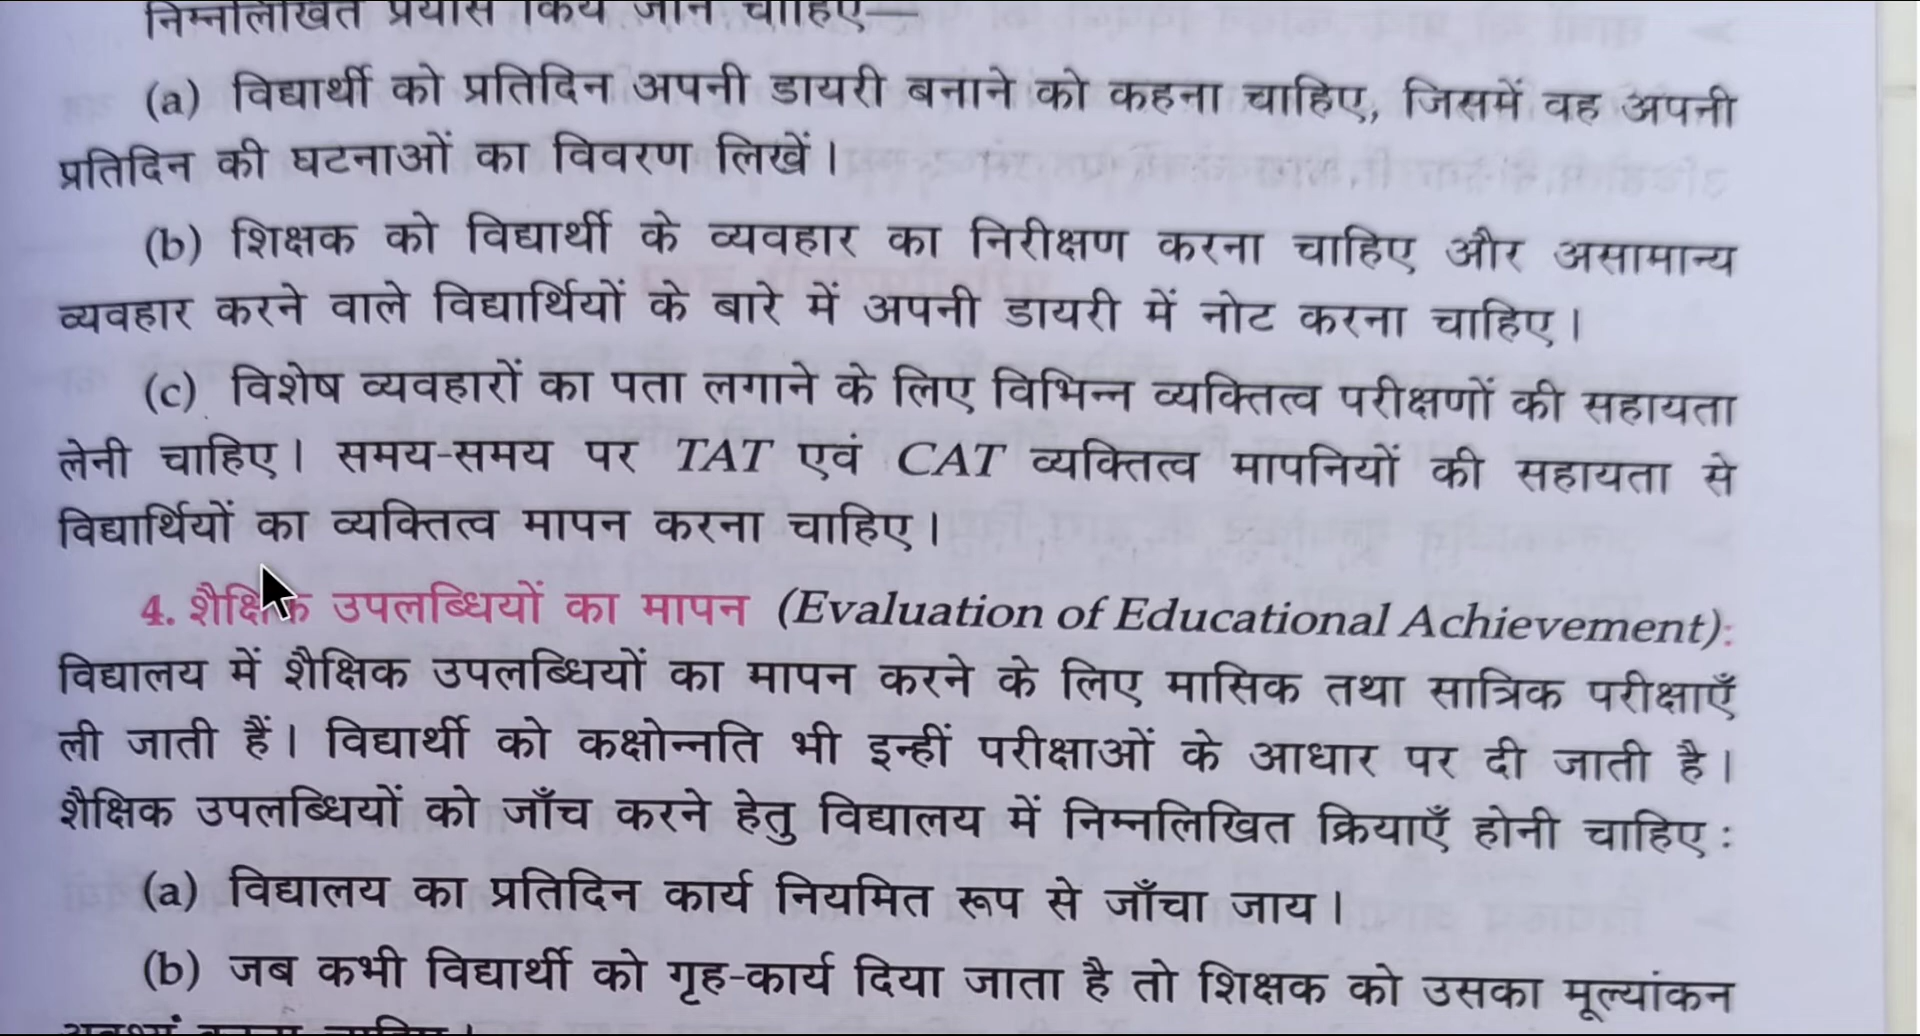 निम्नलिखित प्रयास किये जाने चाहिए—
(a) विद्यार्थी को प्रतिदिन अपनी डायरी बनाने को कहना चाहिए, जिसमें वह अपनी
प्रतिदिन की घटनाओं का विवरण लिखें।
(b) शिक्षक को विद्यार्थी के व्यवहार का निरीक्षण करना चाहिए और असामान्य
व्यवहार करने वाले विद्यार्थियों के बारे में अपनी डायरी में नोट करना चाहिए।
(c) विशेष व्यवहारों का पता लगाने के लिए विभिन्न व्यक्तित्व परीक्षणों की सहायता
लेनी चाहिए। समय-समय पर TAT एवं CAT व्यक्तित्व मापनियों की सहायता से
विद्यार्थियों का व्यक्तित्व मापन करना चाहिए।
4. शैक्षिक उपलब्धियों का मापन (Evaluation of Educational Achievement):
विद्यालय में शैक्षिक उपलब्धियों का मापन करने के लिए मासिक तथा सात्रिक परीक्षाएँ
ली जाती हैं। विद्यार्थी को कक्षोन्नति भी इन्हीं परीक्षाओं के आधार पर दी जाती है।
शैक्षिक उपलब्धियों को जाँच करने हेतु विद्यालय में निम्नलिखित क्रियाएँ होनी चाहिए :
(a) विद्यालय का प्रतिदिन कार्य नियमित रूप से जाँचा जाय।
(b) जब कभी विद्यार्थी को गृह-कार्य दिया जाता है तो शिक्षक को उसका मूल्यांकन